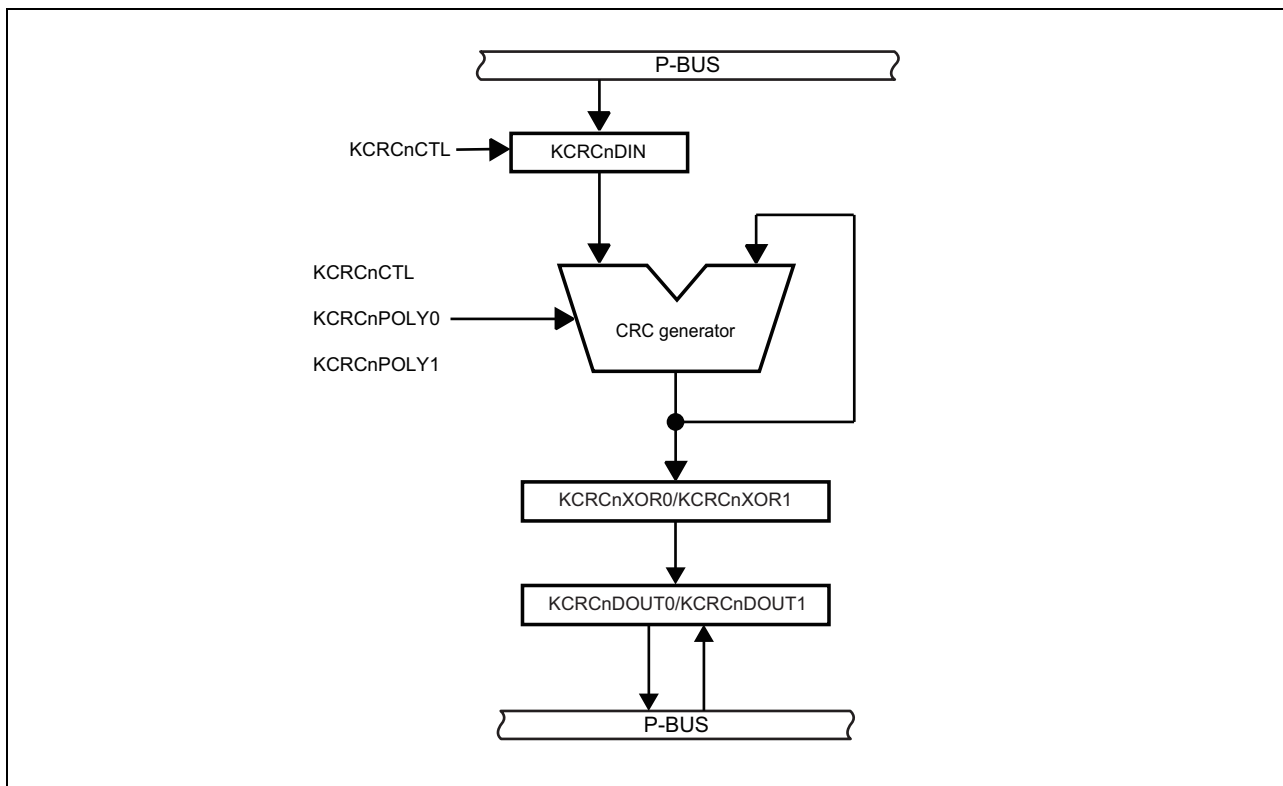 P-BUS
KCRCnCTL
KCRCnDIN
KCRCnCTL
KCRCnPOLY0
KCRCnPOLY1
CRC generator
KCRCnXOR0/KCRCnXOR1
KCRCnDOUT0/KCRCnDOUT1
P-BUS